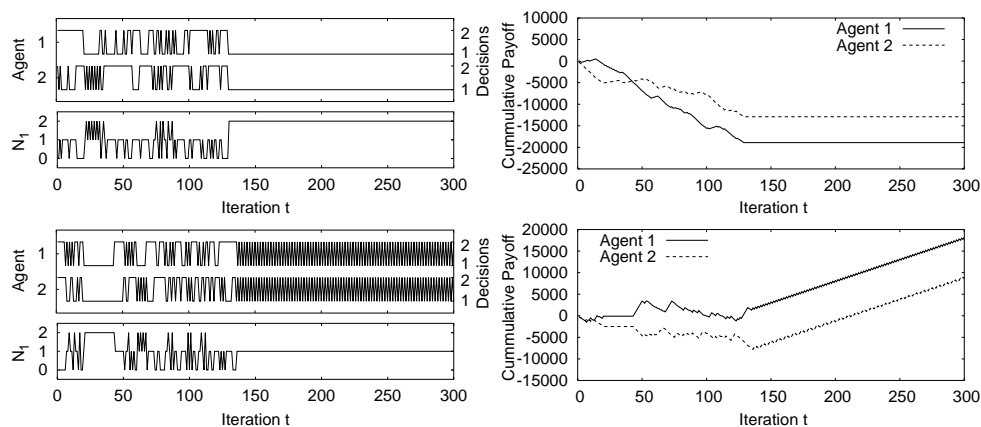 Agent
1
2
2
1
2
1
Decisions
N1
2
1
0
0 50 100 150 200 250 300
Iteration t
Cummulative Payoff
10000
5000
0
-5000
-10000
-15000
-20000
-25000
0 50 100 150 200 250 300
Iteration t
Agent 1
Agent 2
Agent
1
2
2
1
2
1
Decisions
N1
2
1
0
0 50 100 150 200 250 300
Iteration t
Cummulative Payoff
20000
15000
10000
5000
0
-5000
-10000
-15000
0 50 100 150 200 250 300
Iteration t
Agent 1
Agent 2